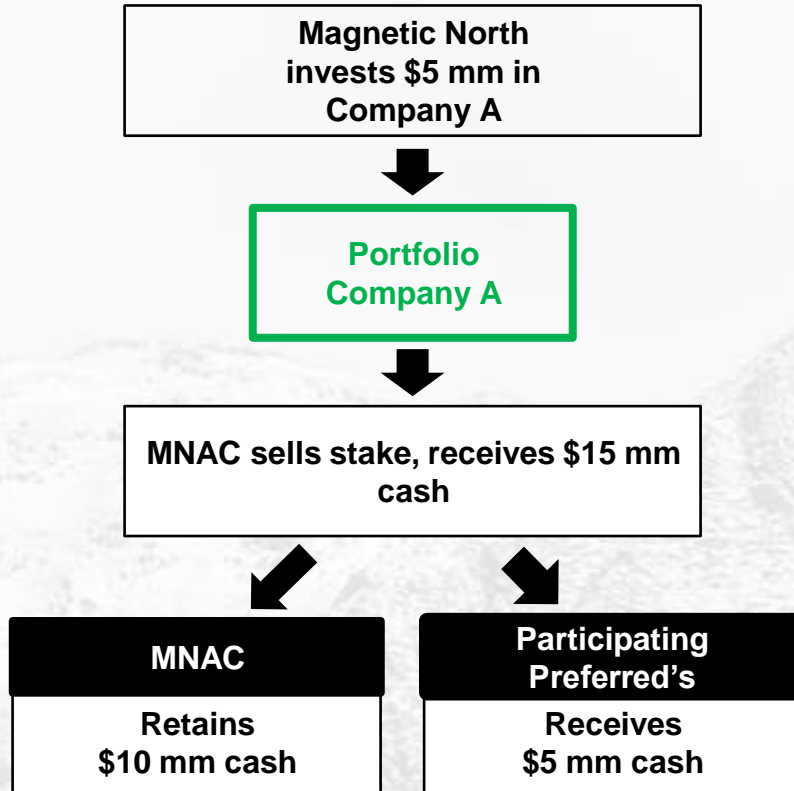 Magnetic North
invests $5 mm in
Company A
Portfolio
Company A
MNAC sells stake, receives $15 mm
cash
MNAC
Retains
$10 mm cash
Participating
Preferred's
Receives
$5 mm cash